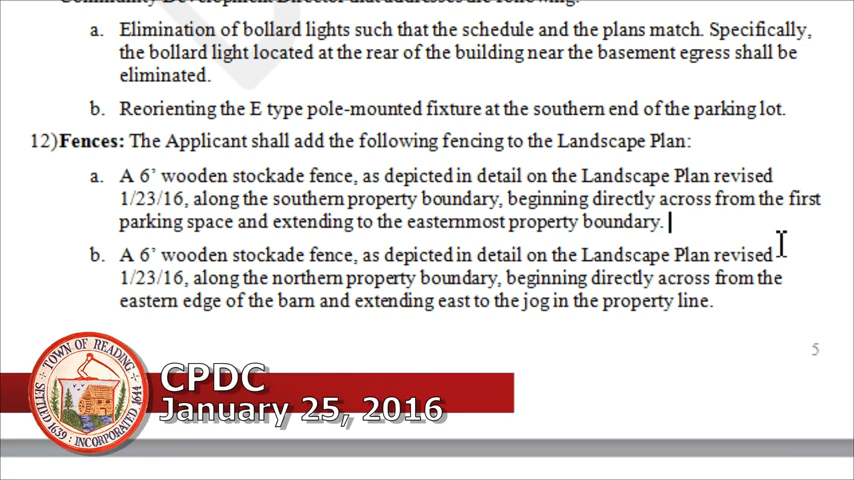 Community Development Director that addresses the following:
a. Elimination of bollard lights such that the schedule and the plans match. Specifically,
the bollard light located at the rear of the building near the basement egress shall be
eliminated.
b. Reorienting the E type pole-mounted fixture at the southern end of the parking lot.
12)Fences: The Applicant shall add the following fencing to the Landscape Plan:
a. A 6’ wooden stockade fence, as depicted in detail on the Landscape Plan revised
1/23/16, along the southern property boundary, beginning directly across from the first
parking space and extending to the easternmost property boundary.
b. A 6’ wooden stockade fence, as depicted in detail on the Landscape Plan revised
1/23/16, along the northern property boundary, beginning directly across from the
eastern edge of the barn and extending east to the jog in the property line.
5
TOWN OF READING
SETTLED 1639 : INCORPORATED 1644
CPDC
January 25, 2016